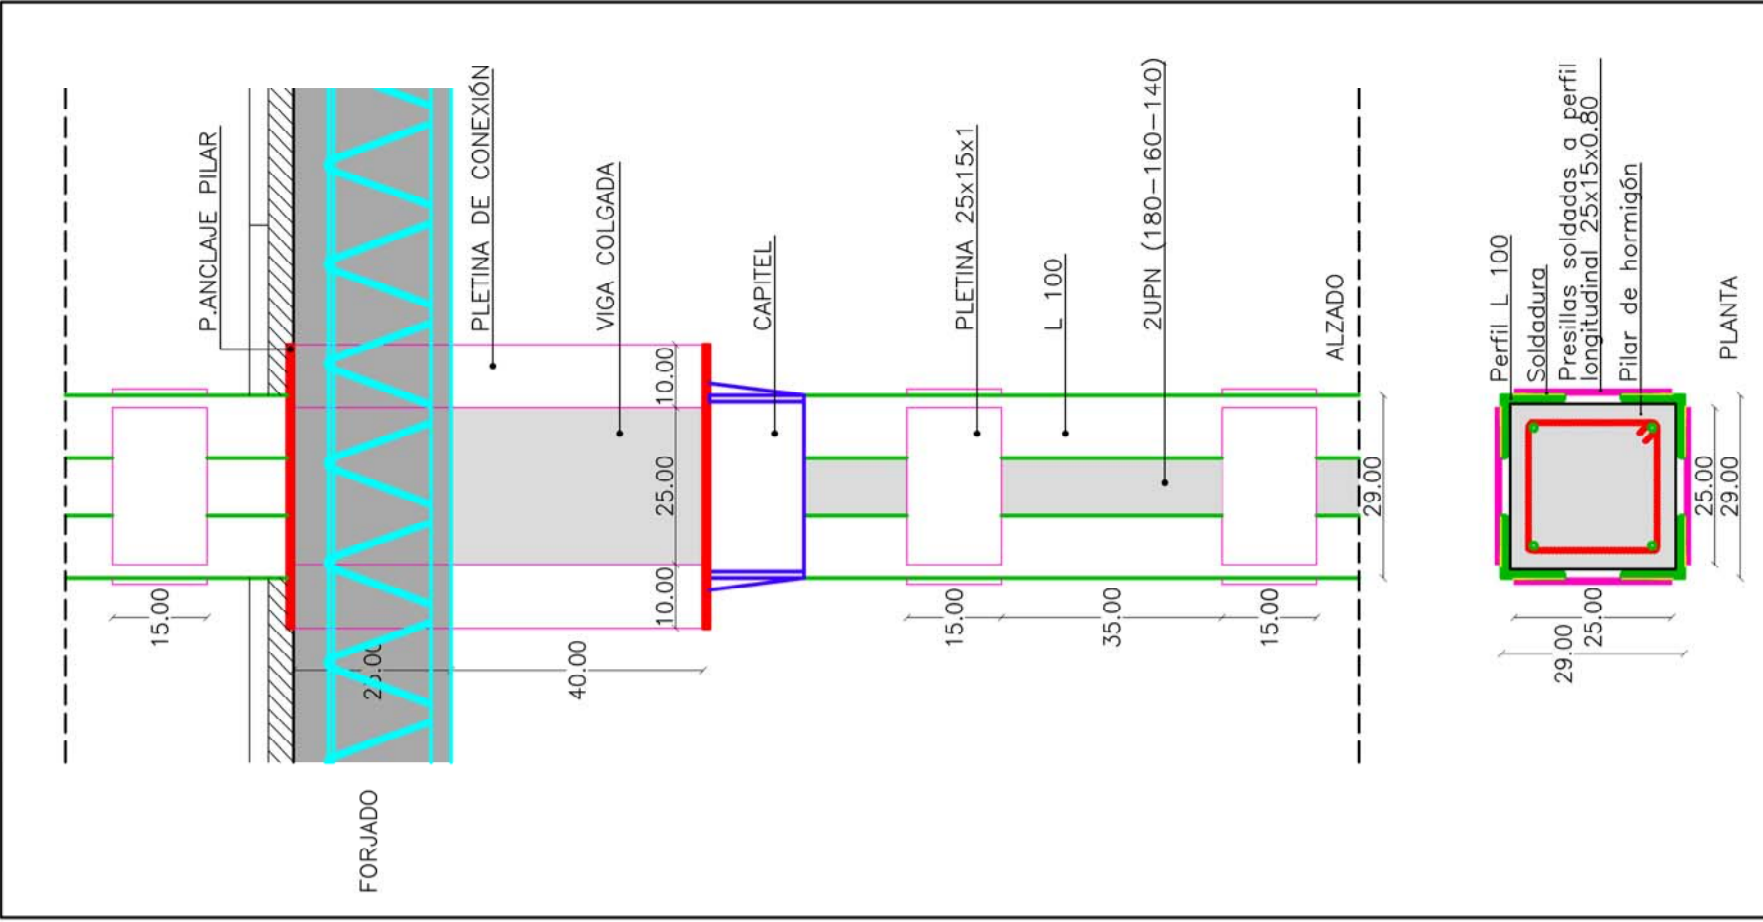 P.ANCLAJE PILAR
PLETINA DE CONEXIÓN
VIGA COLGADA
CAPITEL
PLETINA 25x15x1
L 100
2UPN (180-160-140)
ALZADO
FORJADO
15.00
40.00
10.00
25.00
10.00
15.00
35.00
15.00
29.00
Perfil L 100
Soldadura
Presillas soldadas a perfil
longitudinal 25x15x0.80
Pilar de hormigón
PLANTA
25.00
29.00
25.00
29.00